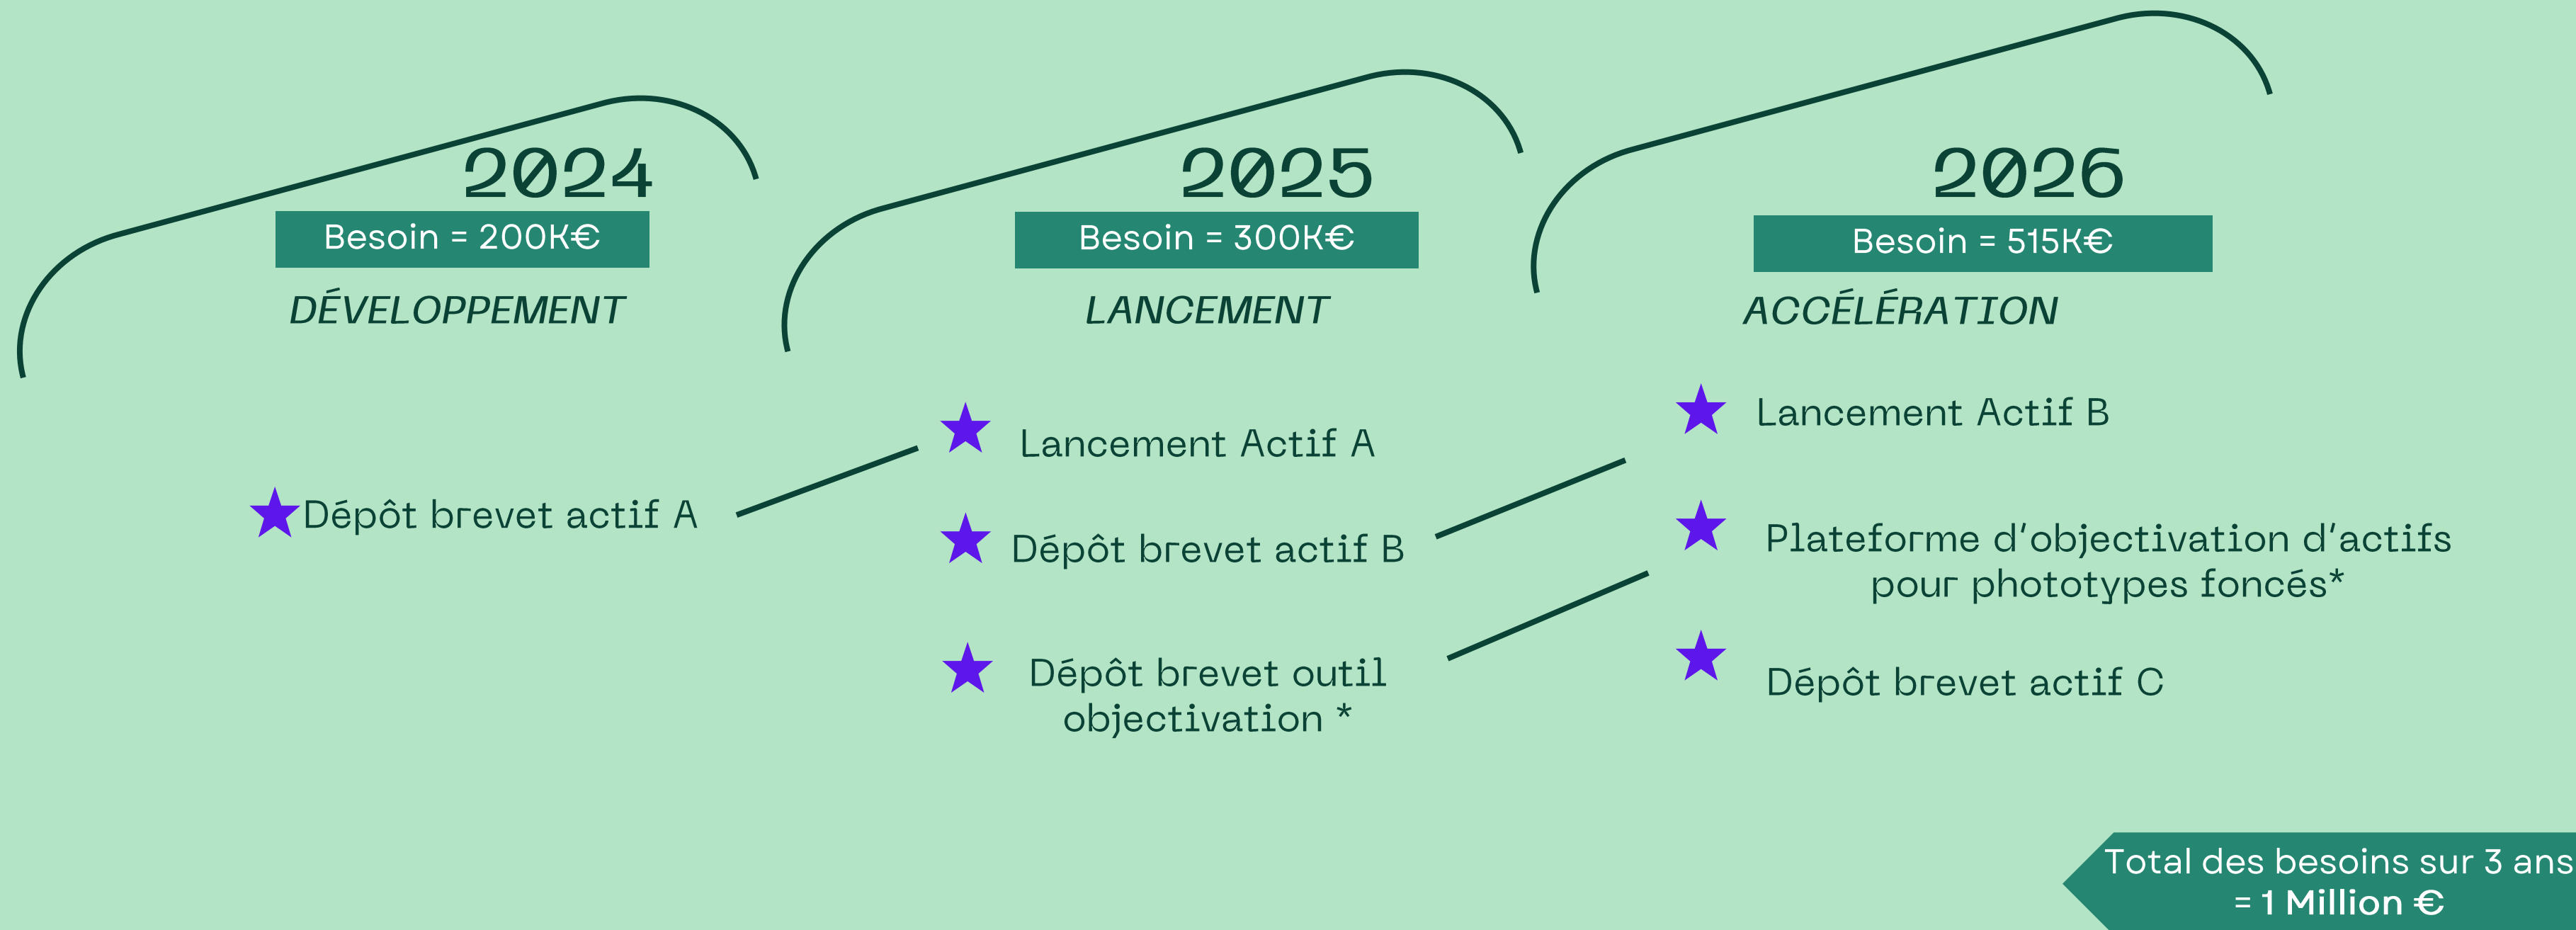 2024
Besoin = 200K€
DÉVELOPPEMENT
Dépôt brevet actif A
2025
Besoin = 300K€
LANCEMENT
Lancement Actif A
Dépôt brevet actif B
Dépôt brevet outil
objectivation *
2026
Besoin = 515K€
ACCÉLÉRATION
Lancement Actif B
Plateforme d'objectivation d'actifs
pour phototypes foncés*
Dépôt brevet actif C
Total des besoins sur 3 ans
= 1 Million €